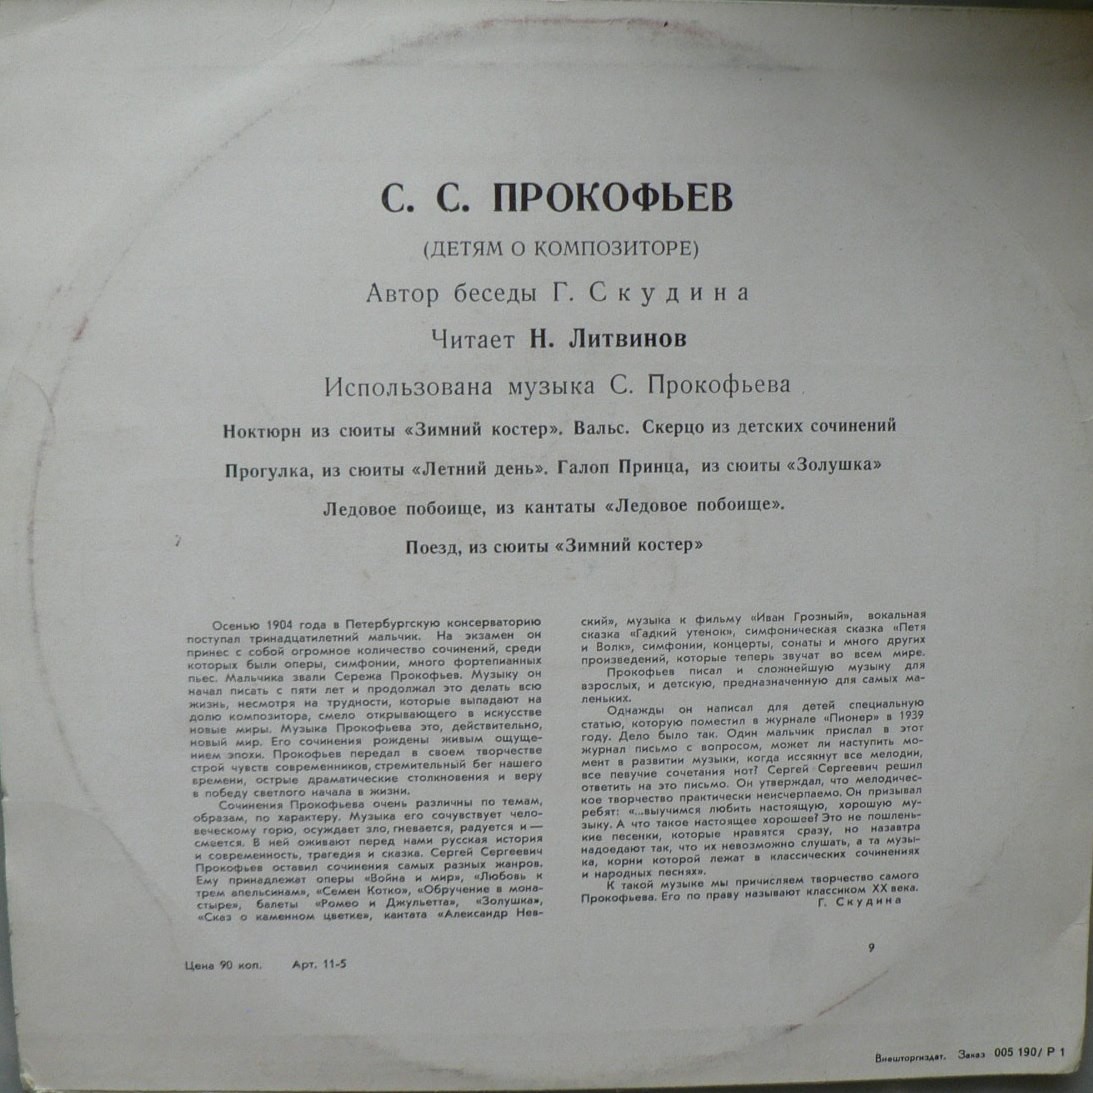 С. С. ПРОКОФЬЕВ
(ДЕТЯМ О КОМПОЗИТОРЕ)
Автор беседы Г. Скудина
Читает Н. Литвинов
Использована музыка С. Прокофьева
Ноктюрн из сюиты «Зимний костер». Вальс. Скерцо из детских сочинений
Прогулка, из сюиты «Летний день». Галоп Принца, из сюиты «Золушка»
Ледовое побоище, из кантаты «Ледовое побоище».
Поезд, из сюиты «Зимний костер»
Осенью 1904 года в Петербургскую консерваторию
поступал тринадцатилетний мальчик. На экзамен он
принес с собой огромное количество сочинений, среди
которых были оперы, симфонии, много фортепианных
пьес. Мальчика звали Сережа Прокофьев. Музыку он
начал писать с пяти лет и продолжал это делать всю
жизнь, несмотря на трудности, которые выпадают на
долю композитора, смело открывающего в искусстве
новые миры. Музыка Прокофьева это, действительно,
новый мир. Его сочинения рождены живым ощуще-
нием эпохи. Прокофьев передал в своем творчестве
строй чувств современников, стремительный бег нашего
времени, острые драматические столкновения и веру
в победу светлого начала в жизни.
Сочинения Прокофьева очень различны по темам,
образам, по характеру. Музыка его сочувствует чело-
веческому горю, осуждает зло, гневается, радуется и —
смеется. В ней оживают перед нами русская история
и современность, трагедия и сказка. Сергей Сергеевич
Прокофьев оставил сочинения самых разных жанров.
Ему принадлежат оперы «Война и мир», «Любовь к
трем апельсинам», «Семен Котко», «Обручение в мона-
стыре», балеты «Ромео и Джульетта», «Золушка»,
«Сказ о каменном цветке», кантата «Александр Нев-
ский», музыка к фильму «Иван Грозный», вокальная
сказка «Гадкий утенок», симфоническая сказка «Петя
и Волк», симфонии, концерты, сонаты и много других
произведений, которые теперь звучат во всем мире.
Прокофьев писал и сложнейшую музыку для
взрослых, и детскую, предназначенную для самых ма-
леньких.
Однажды он написал для детей специальную
статью, которую поместил в журнале «Пионер» в 1939
году. Дело было так. Один мальчик прислал в этот
журнал письмо с вопросом, может ли наступить мо-
мент в развитии музыки, когда иссякнут все мелодии,
все певучие сочетания нот? Сергей Сергеевич решил
ответить на это письмо. Он утверждал, что мелодичес-
кое творчество практически неисчерпаемо. Он призывал
ребят: «...выучимся любить настоящую, хорошую му-
зыку. А что такое настоящее хорошее? Это не пошлень-
кие песенки, которые нравятся сразу, но назавтра
надоедают так, что их невозможно слушать, а та музы-
ка, корни которой лежат в классических сочинениях
и народных песнях».
К такой музыке мы причисляем творчество самого
Прокофьева. Его по праву называют классиком XX века.
Г. Скудина
9
Цена 90 коп. Арт. 11-5
Внешторгиздат. Заказ 005 190/ Р 1